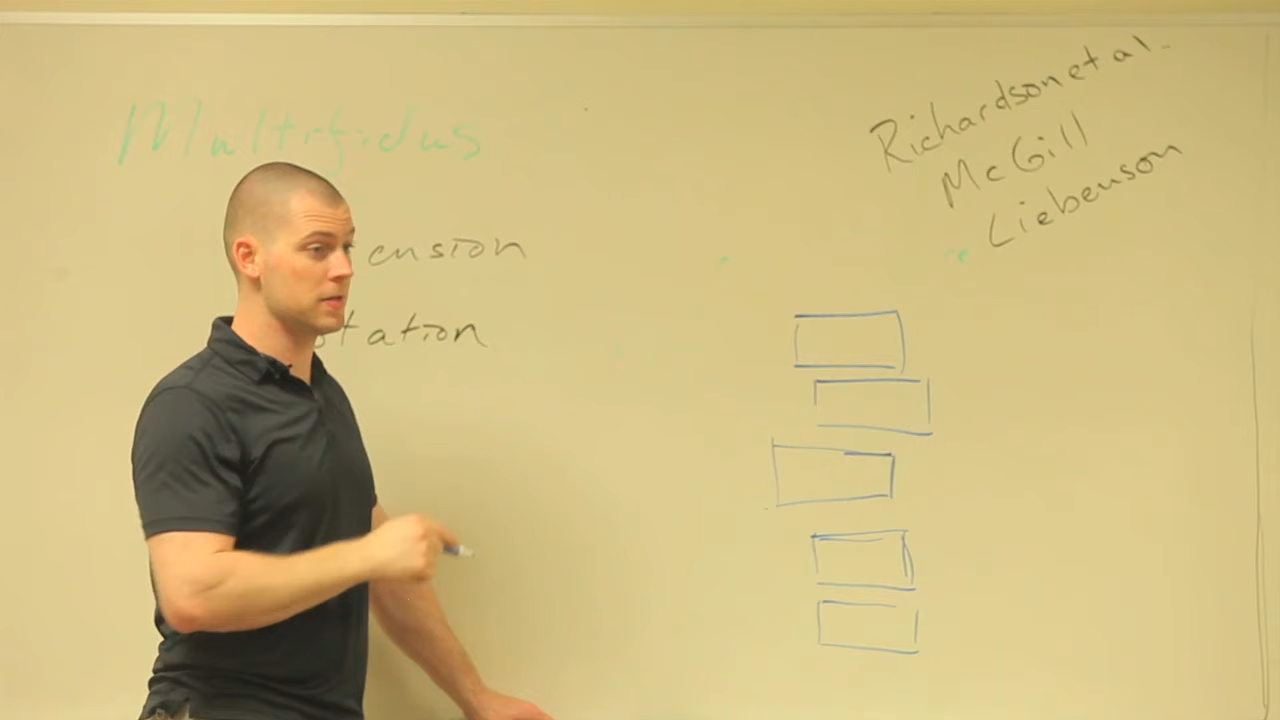 Multifidus
ension
otation
Richardson et al.
McGill
Liebenson